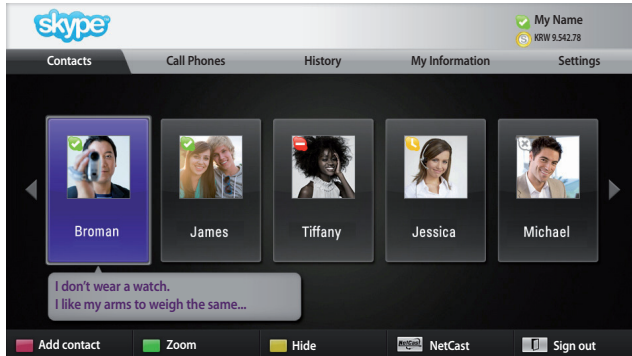 skype
My Name
KRW 9.542.78
Contacts Call Phones History My Information Settings
Broman James Tiffany Jessica Michael
I don't wear a watch.
I like my arms to weigh the same...
Add contact Zoom Hide NetCast NetCast Sign out